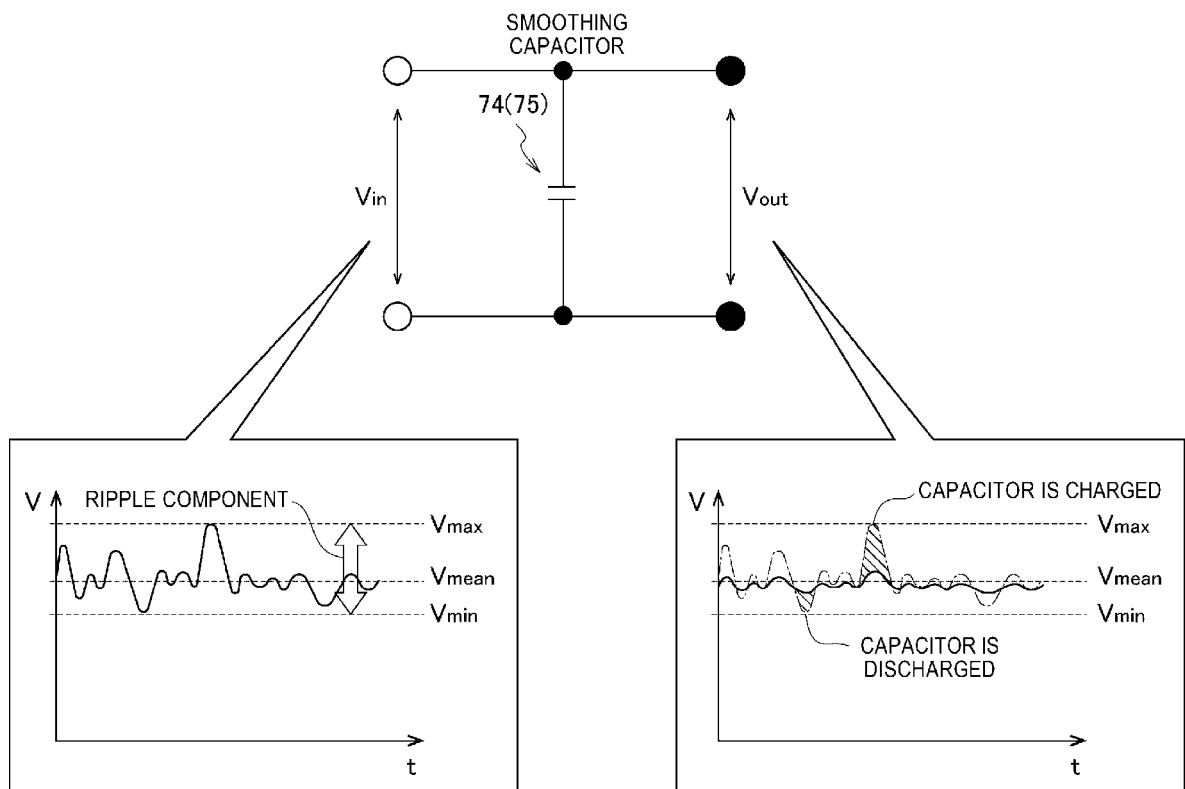 SMOOTHING
CAPACITOR
74(75)
Vin
Vout
V
RIPPLE COMPONENT
Vmax
Vmean
Vmin
t
V
CAPACITOR IS CHARGED
Vmax
Vmean
Vmin
CAPACITOR IS
DISCHARGED
t